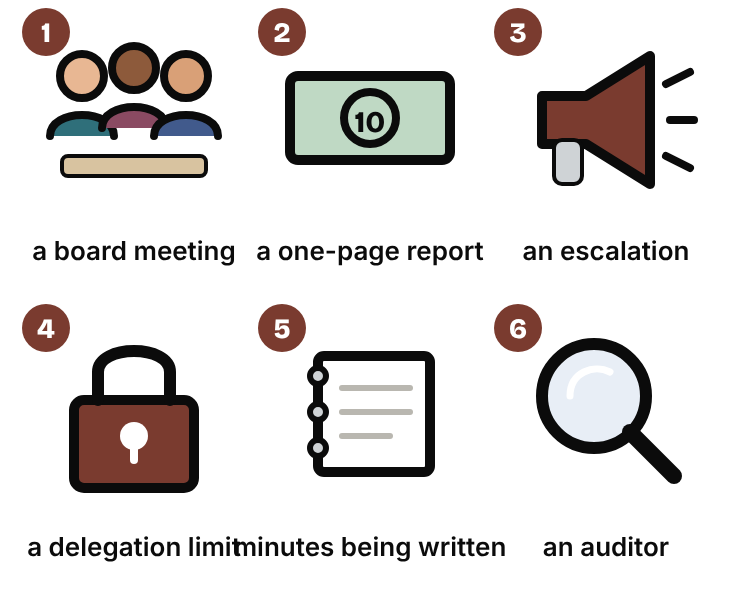 1
2
3
10
a board meeting
a one-page report
an escalation
4
5
6
a delegation limit
minutes being written
an auditor